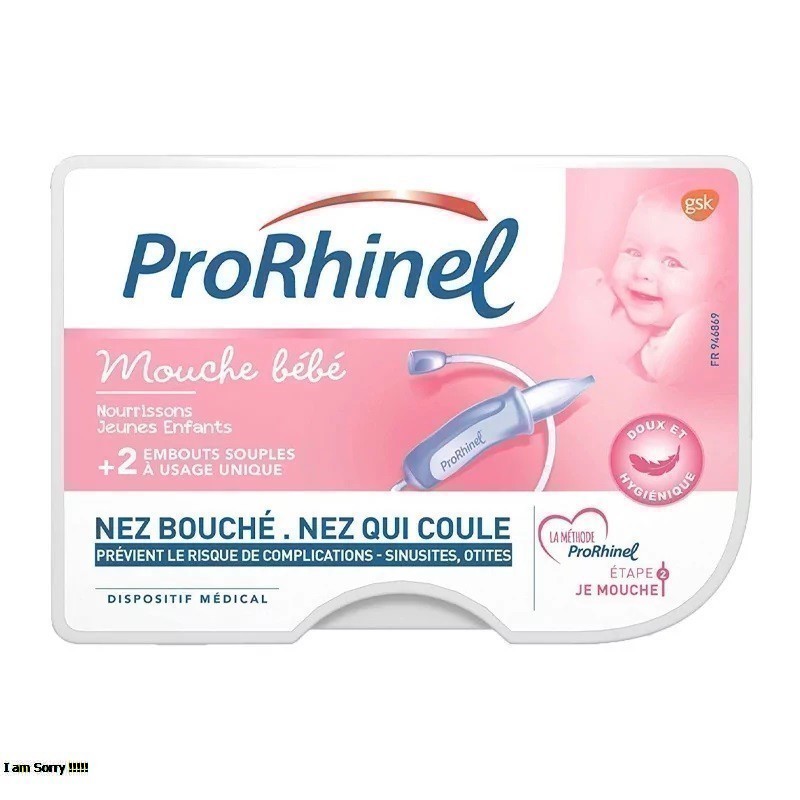 gsk
ProRhinel
FR 946869
Mouche bébé
Nourrissons
Jeunes Enfants
+2 EMBOUTS SOUPLES
À USAGE UNIQUE
ProRhinel
DOUX ET
HYGIÉNIQUE
NEZ BOUCHÉ . NEZ QUI COULE
PRÉVIENT LE RISQUE DE COMPLICATIONS - SINUSITES, OTITES
DISPOSITIF MÉDICAL
LA MÉTHODE
ProRhinel
ÉTAPE 2
JE MOUCHE
I am Sorry !!!!!